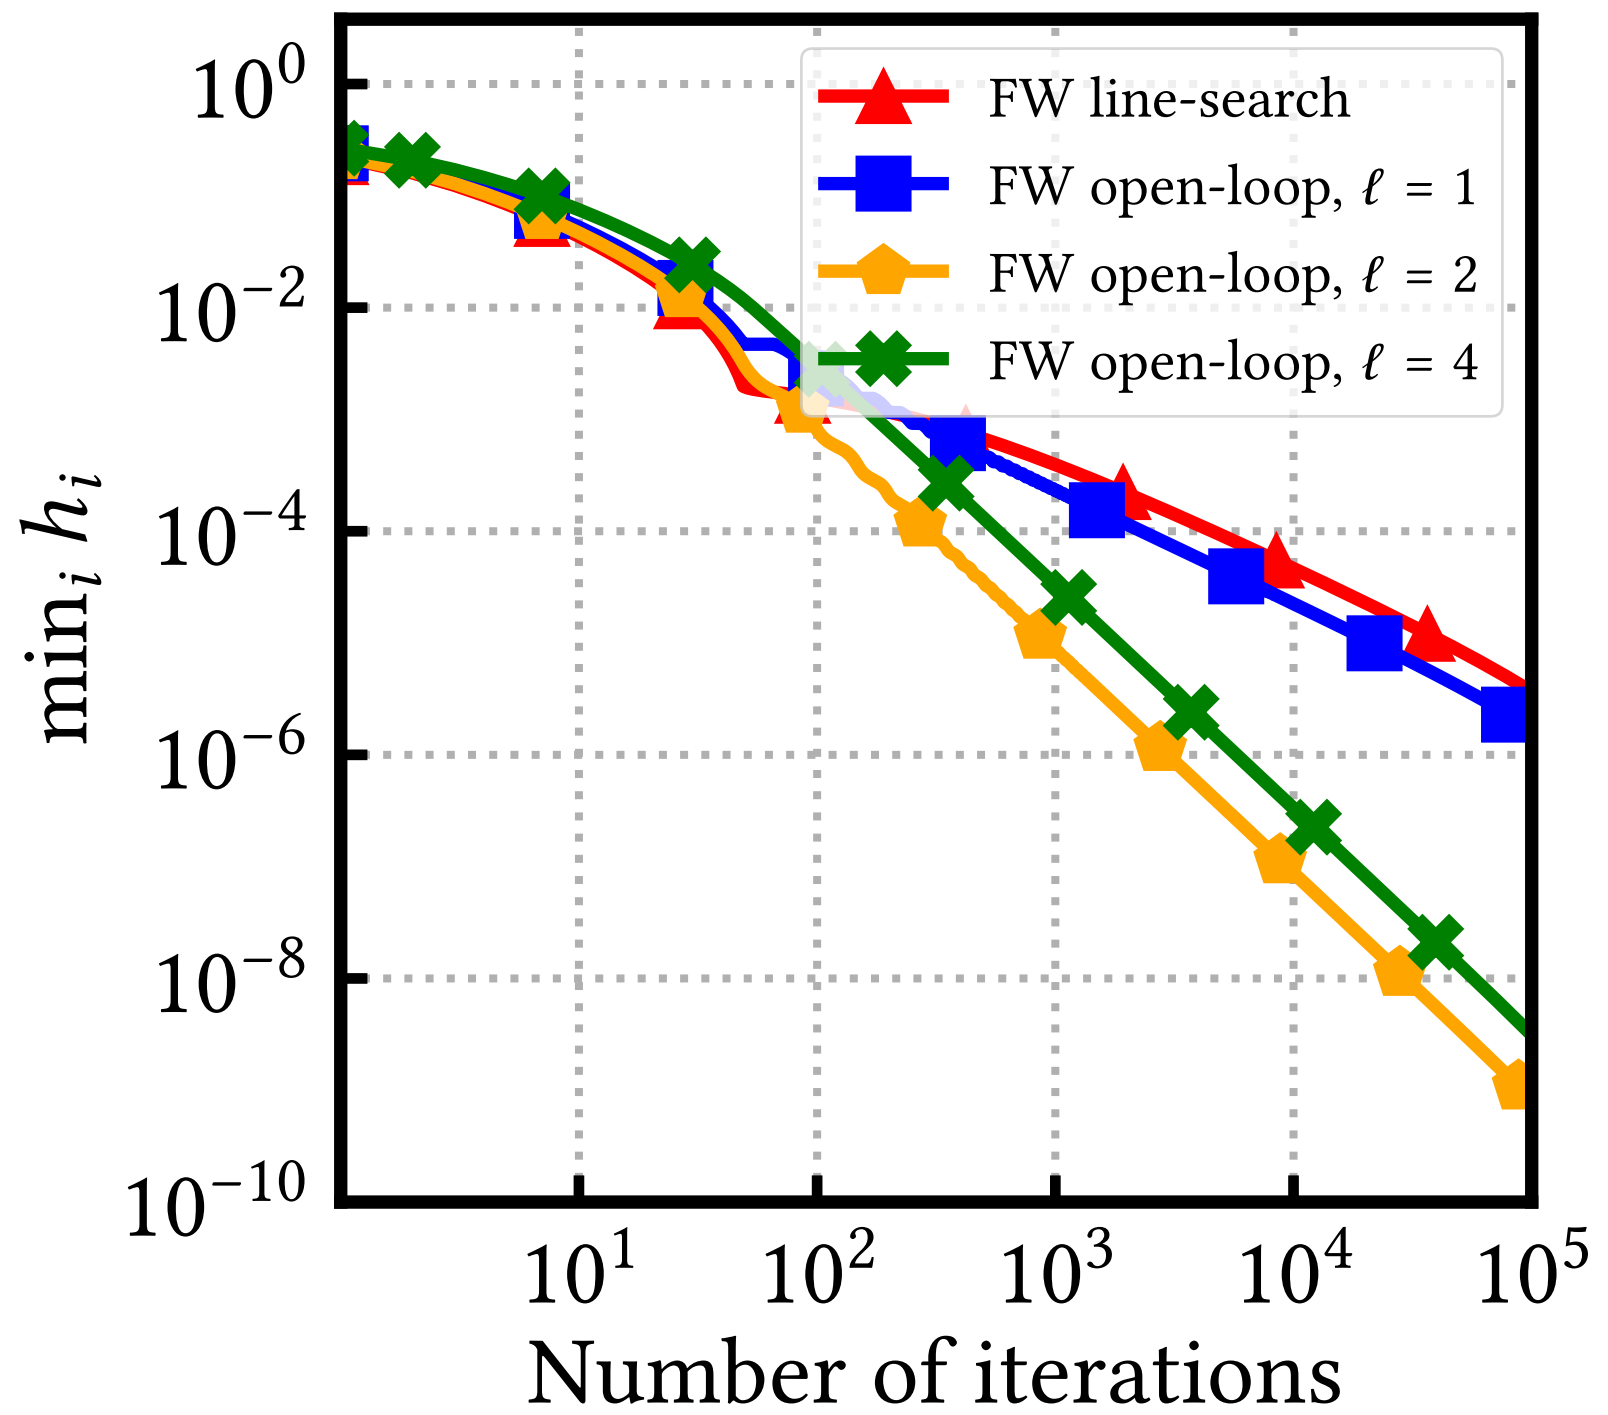 min_i h_i
10^0
10^{-2}
10^{-4}
10^{-6}
10^{-8}
10^{-10}
FW line-search
FW open-loop, ℓ = 1
FW open-loop, ℓ = 2
FW open-loop, ℓ = 4
10^1 10^2 10^3 10^4 10^5
Number of iterations